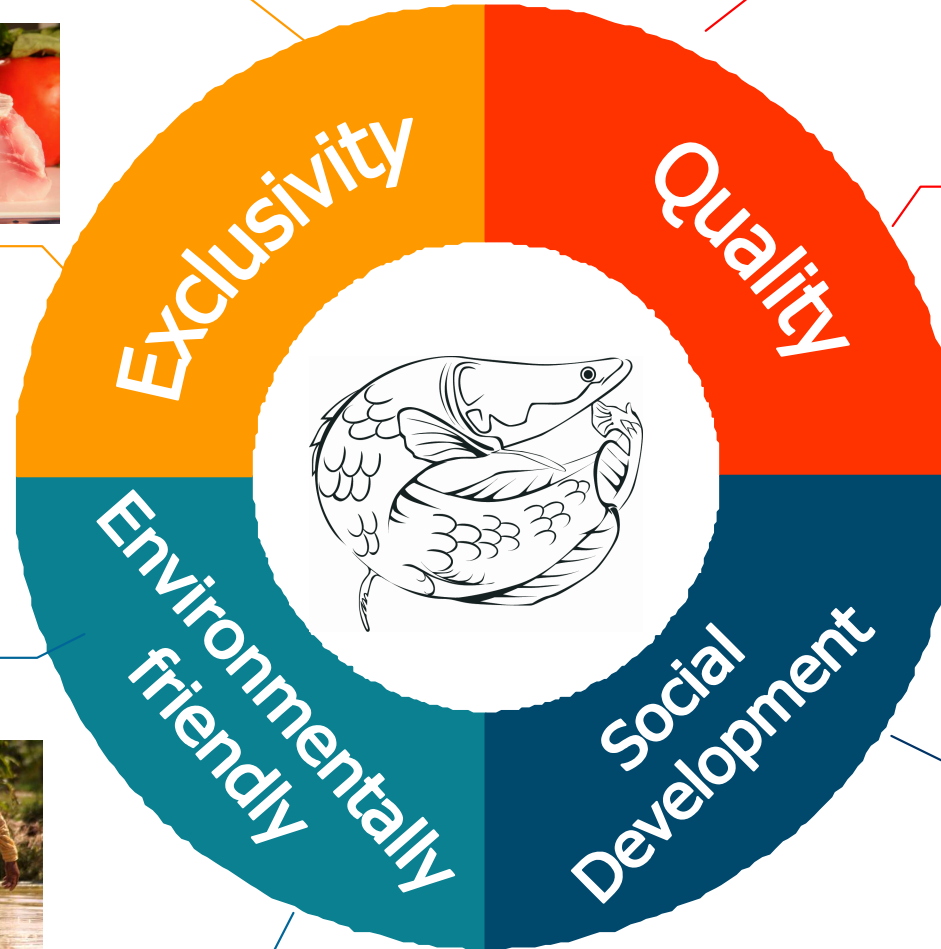 Exclusivity
Quality
Environmentally
friendly
Social
Development